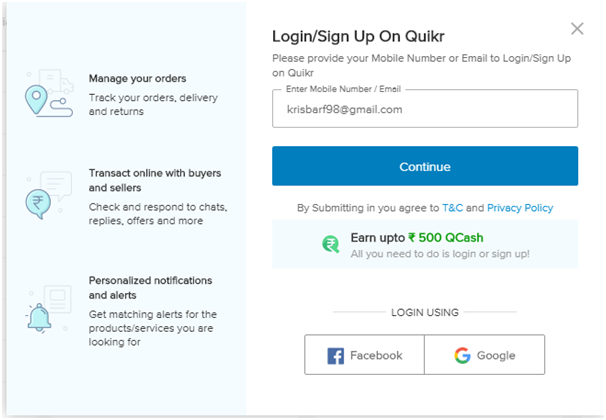 Manage your orders
Track your orders, delivery
and returns
Transact online with buyers
and sellers
Check and respond to chats,
replies, offers and more
Personalized notifications
and alerts
Get matching alerts for the
products/services you are
looking for
Login/Sign Up On Quikr
Please provide your Mobile Number or Email to Login/Sign Up
on Quikr
Enter Mobile Number / Email
krisbarf98@gmail.com
Continue
By Submitting in you agree to T&C and Privacy Policy
Earn upto ₹ 500 QCash
All you need to do is login or sign up!
LOGIN USING
Facebook
Google